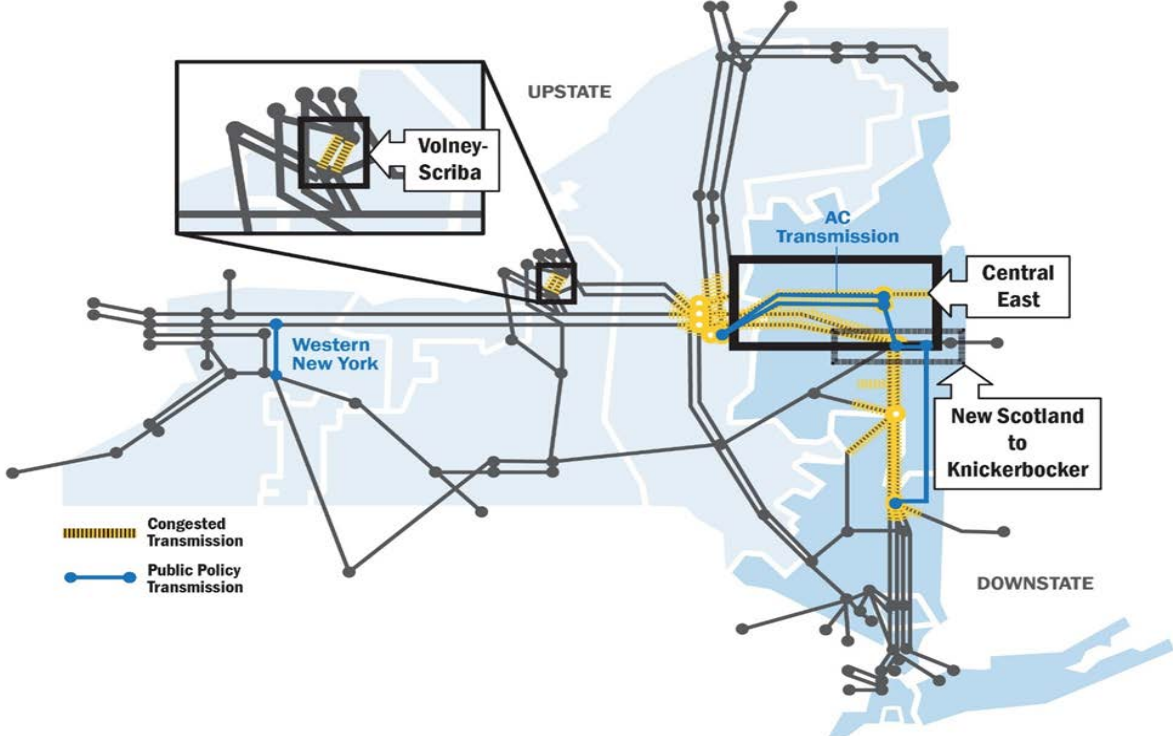 UPSTATE
Volney-
Scriba
AC
Transmission
Central
East
Western
New York
New Scotland
to
Knickerbocker
Congested
Transmission
Public Policy
Transmission
DOWNSTATE